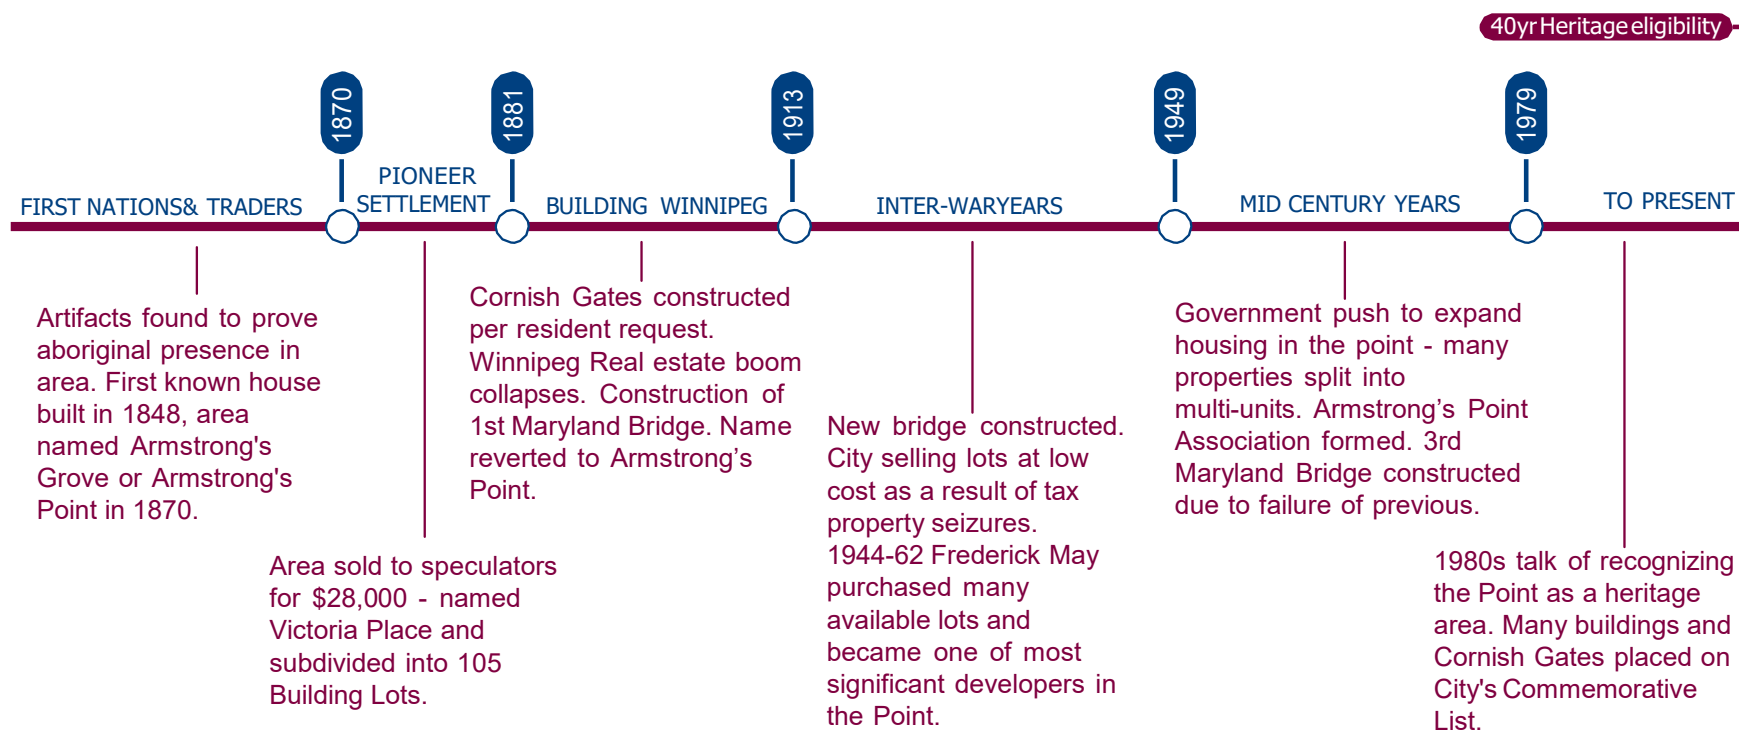 40yr Heritage eligibility
1870
1881
1913
1949
1979
FIRST NATIONS& TRADERS
PIONEER
SETTLEMENT
BUILDING WINNIPEG
INTER-WARYEARS
MID CENTURY YEARS
TO PRESENT
Artifacts found to prove
aboriginal presence in
area. First known house
built in 1848, area
named Armstrong's
Grove or Armstrong's
Point in 1870.
Area sold to speculators
for $28,000 - named
Victoria Place and
subdivided into 105
Building Lots.
Cornish Gates constructed
per resident request.
Winnipeg Real estate boom
collapses. Construction of
1st Maryland Bridge. Name
reverted to Armstrong’s
Point.
New bridge constructed.
City selling lots at low
cost as a result of tax
property seizures.
1944-62 Frederick May
purchased many
available lots and
became one of most
significant developers in
the Point.
Government push to expand
housing in the point - many
properties split into
multi-units. Armstrong’s Point
Association formed. 3rd
Maryland Bridge constructed
due to failure of previous.
1980s talk of recognizing
the Point as a heritage
area. Many buildings and
Cornish Gates placed on
City's Commemorative
List.